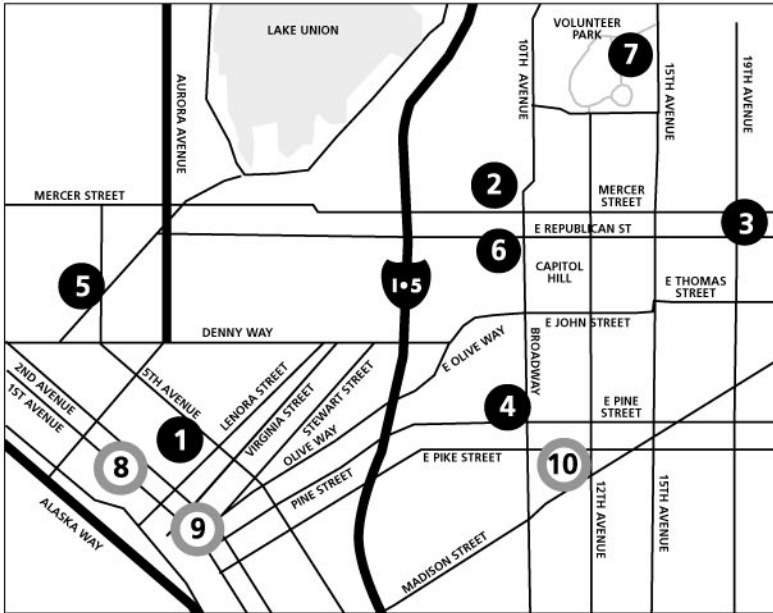 LAKE UNION
VOLUNTEER
PARK
7
10TH AVENUE
15TH AVENUE
19TH AVENUE
AURORA AVENUE
MERCER STREET
2
MERCER
STREET
3
E REPUBLICAN ST
6
5
I•5
CAPITOL
HILL
E THOMAS
STREET
DENNY WAY
E JOHN STREET
E OLIVE WAY
BROADWAY
2ND AVENUE
1ST AVENUE
5TH AVENUE
LENORA STREET
VIRGINIA STREET
STEWART STREET
OLIVE WAY
4
E PINE
STREET
1
8
E PIKE STREET
10
PINE STREET
9
12TH AVENUE
15TH AVENUE
ALASKA WAY
MADISON STREET